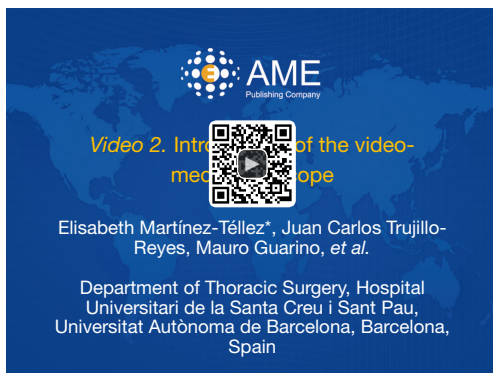 AME
Publishing Company
Video 2. Intro of the video-
med ope
Elisabeth Martínez-Téllez*, Juan Carlos Trujillo-
Reyes, Mauro Guarino, et al.
Department of Thoracic Surgery, Hospital
Universitari de la Santa Creu i Sant Pau,
Universitat Autònoma de Barcelona, Barcelona,
Spain